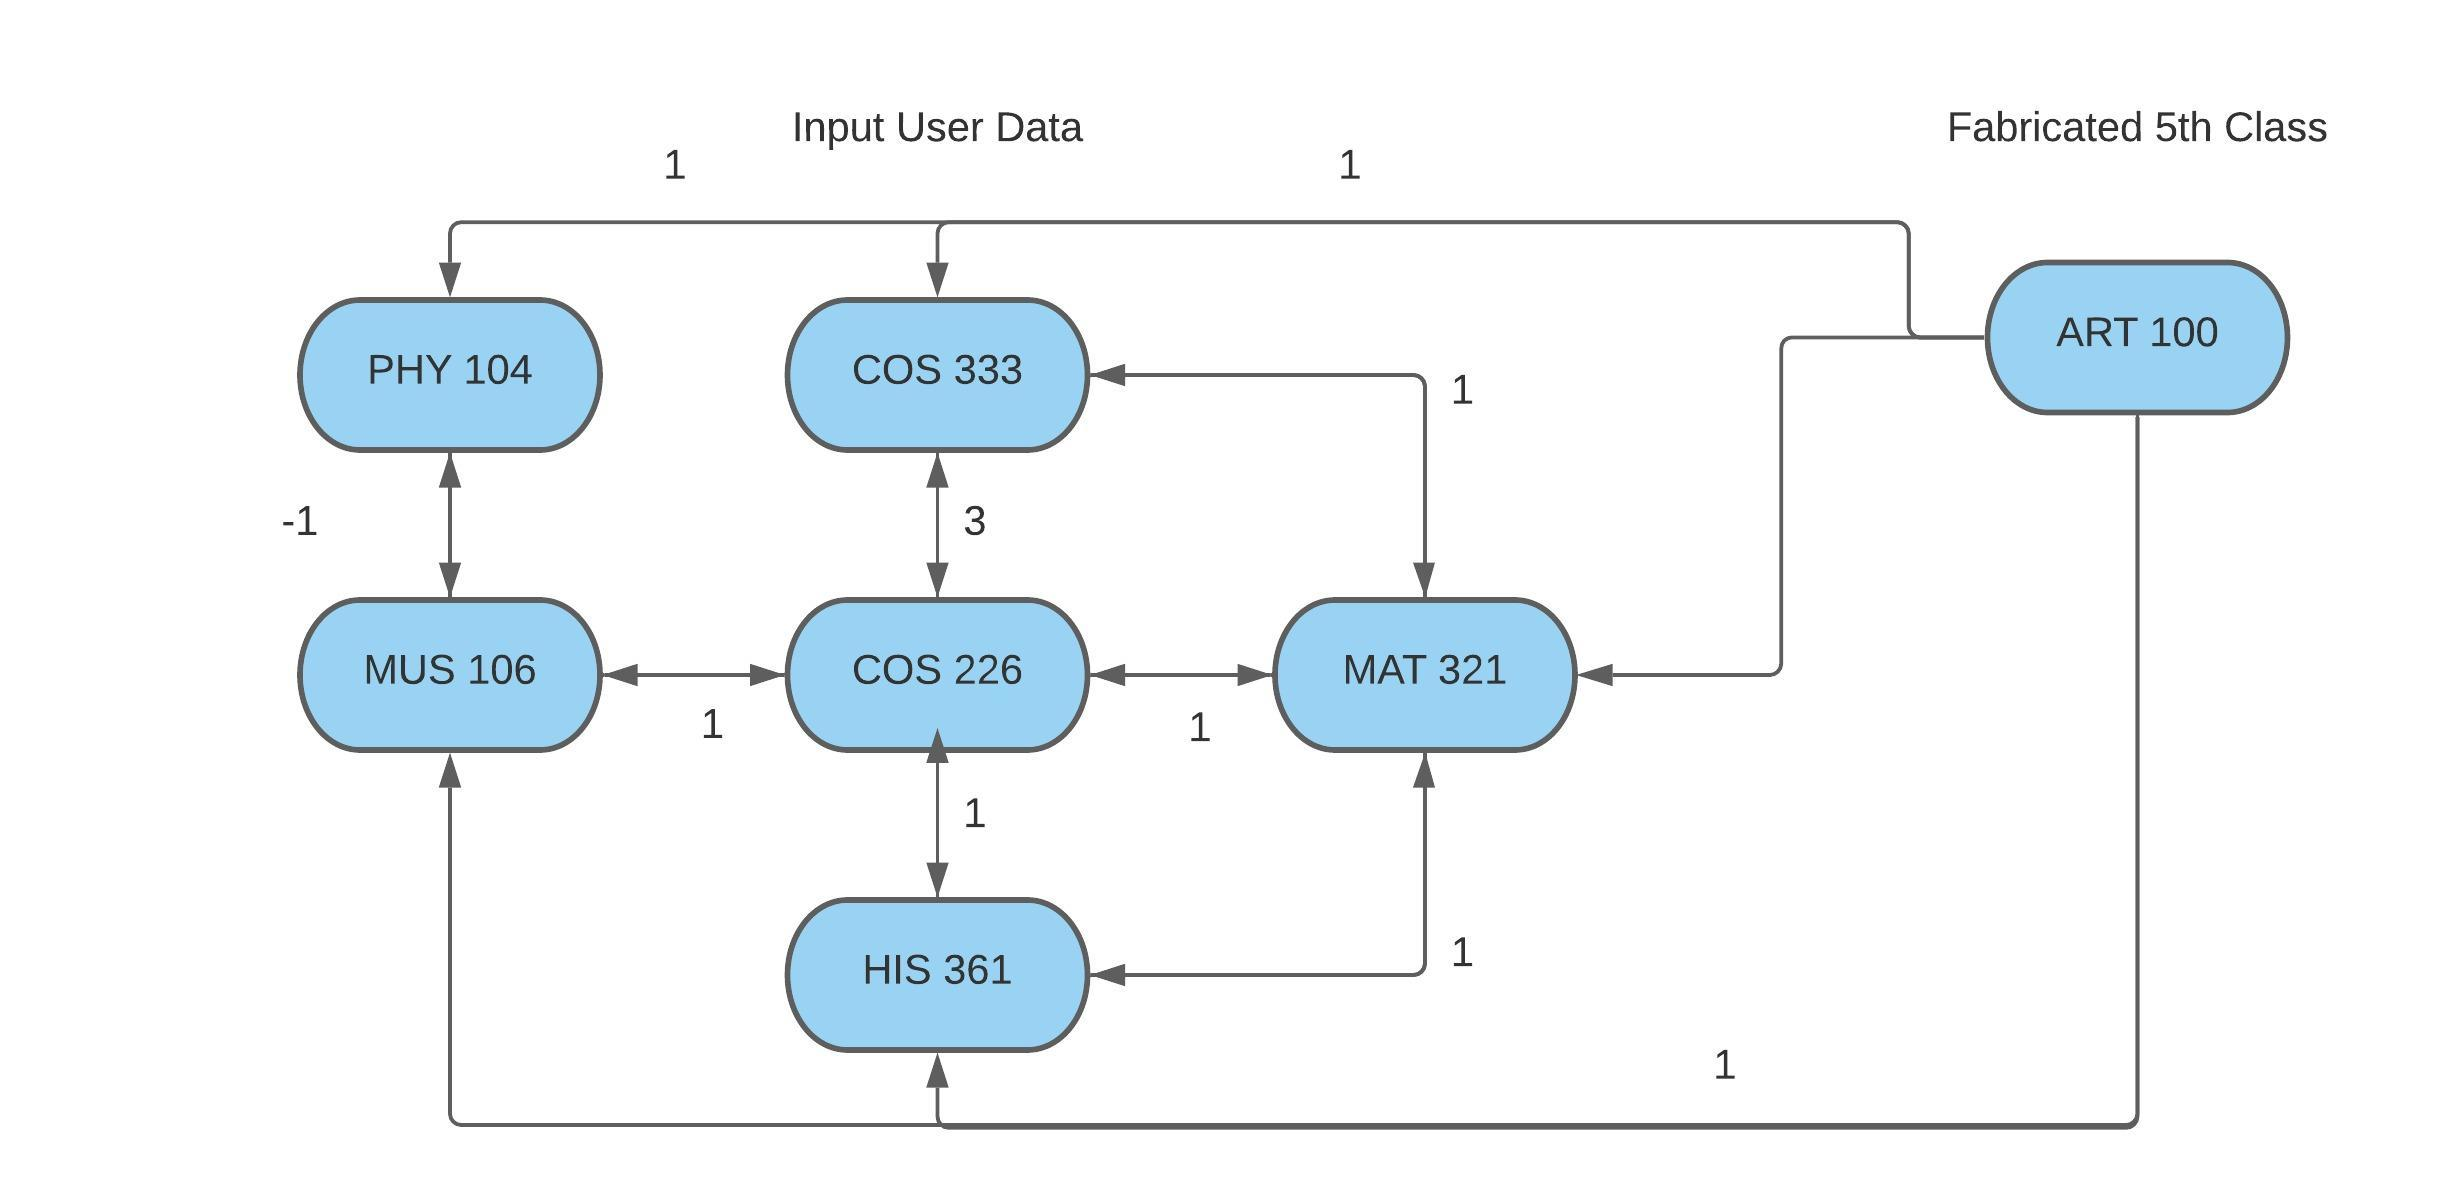 Input User Data
Fabricated 5th Class
1
1
ART 100
PHY 104
COS 333
1
-1
3
MUS 106
COS 226
MAT 321
1
1
1
HIS 361
1
1